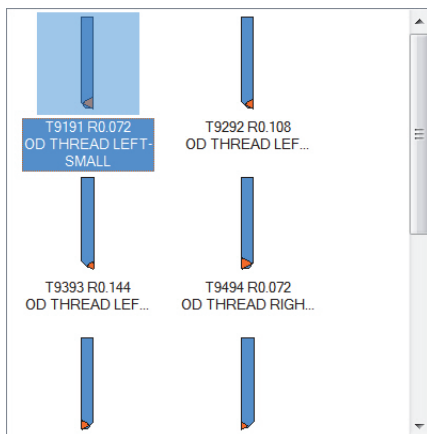 T9191 R0.072
OD THREAD LEFT-
SMALL
T9292 R0.108
OD THREAD LEF...
T9393 R0.144
OD THREAD LEF...
T9494 R0.072
OD THREAD RIGH...